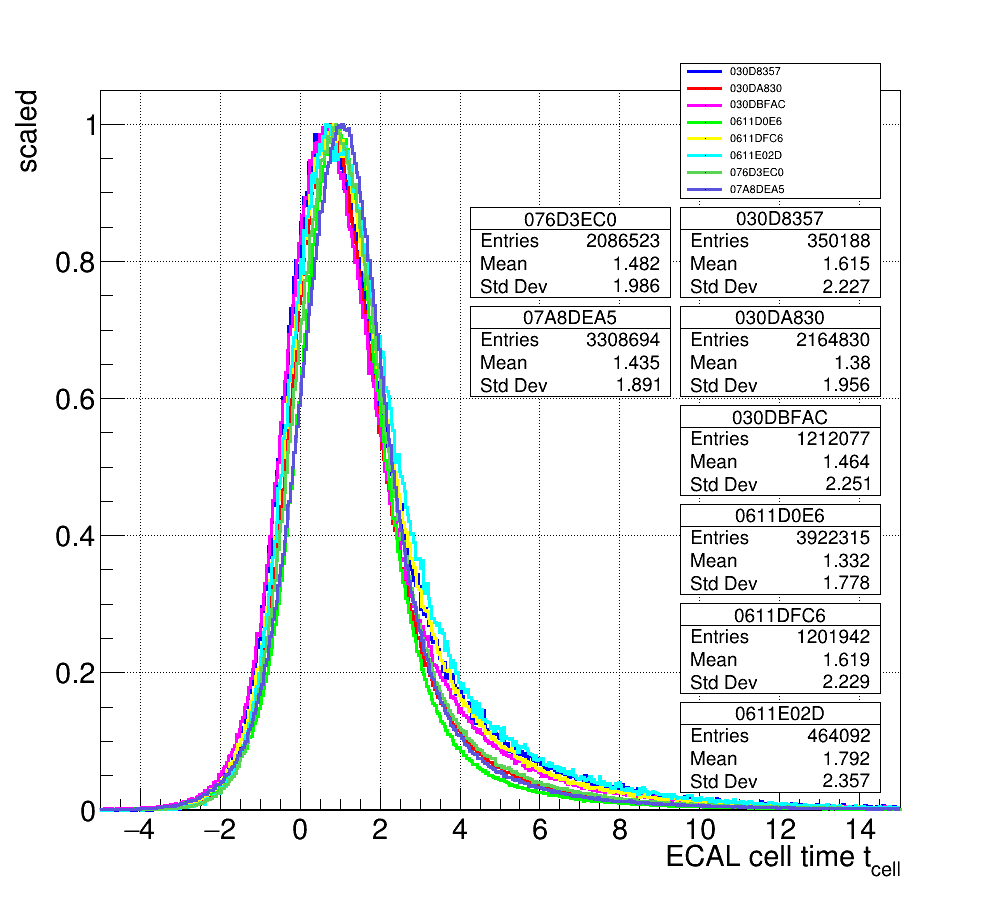 scaled
030D8357
030DA830
030DBFAC
0611D0E6
0611DFC6
0611E02D
076D3EC0
07A8DEA5
076D3EC0
Entries 2086523
Mean 1.482
Std Dev 1.986
07A8DEA5
Entries 3308694
Mean 1.435
Std Dev 1.891
030D8357
Entries 350188
Mean 1.615
Std Dev 2.227
030DA830
Entries 2164830
Mean 1.38
Std Dev 1.956
030DBFAC
Entries 1212077
Mean 1.464
Std Dev 2.251
0611D0E6
Entries 3922315
Mean 1.332
Std Dev 1.778
0611DFC6
Entries 1201942
Mean 1.619
Std Dev 2.229
0611E02D
Entries 464092
Mean 1.792
Std Dev 2.357
1
0.8
0.6
0.4
0.2
0
−4 −2 0 2 4 6 8 10 12 14
ECAL cell time t_cell